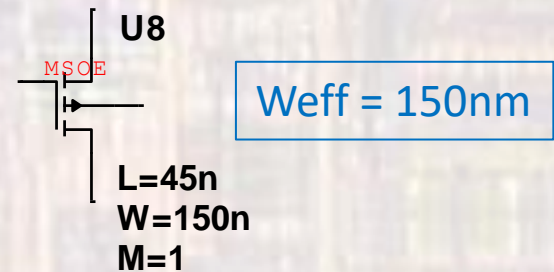 U8
MSOE
Weff = 150nm
L=45n
W=150n
M=1